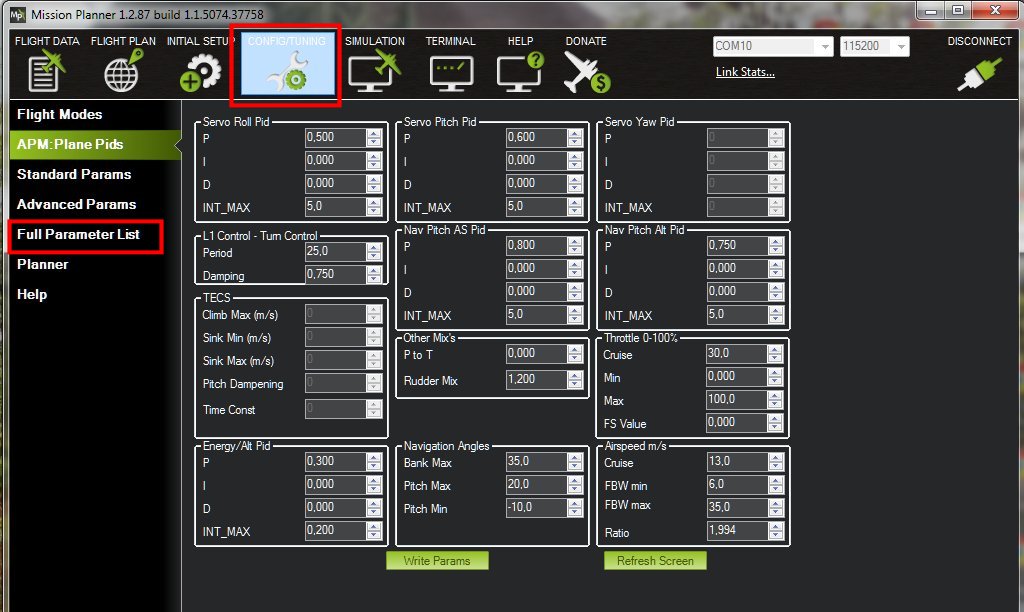 Mission Planner 1.2.87 build 1.1.5074.37758
FLIGHT DATA FLIGHT PLAN INITIAL SETUP CONFIG/TUNING SIMULATION TERMINAL HELP DONATE COM10 115200 DISCONNECT
Link Stats...
Flight Modes
APM:Plane Pids
Standard Params
Advanced Params
Full Parameter List
Planner
Help
Servo Roll Pid
P 0,500
I 0,000
D 0,000
INT_MAX 5,0
Servo Pitch Pid
P 0,600
I 0,000
D 0,000
INT_MAX 5,0
Servo Yaw Pid
P 0
I 0
D 0
INT_MAX 0
L1 Control - Turn Control
Period 25,0
Damping 0,750
Nav Pitch AS Pid
P 0,800
I 0,000
D 0,000
INT_MAX 5,0
Nav Pitch Alt Pid
P 0,750
I 0,000
D 0,000
INT_MAX 5,0
TECS
Climb Max (m/s) 0
Sink Min (m/s) 0
Sink Max (m/s) 0
Pitch Dampening 0
Time Const 0
Other Mix's
P to T 0,000
Rudder Mix 1,200
Throttle 0-100%
Cruise 30,0
Min 0,000
Max 100,0
FS Value 0,000
Energy/Alt Pid
P 0,300
I 0,000
D 0,000
INT_MAX 0,200
Navigation Angles
Bank Max 35,0
Pitch Max 20,0
Pitch Min -10,0
Airspeed m/s
Cruise 13,0
FBW min 6,0
FBW max 35,0
Ratio 1,994
Write Params
Refresh Screen